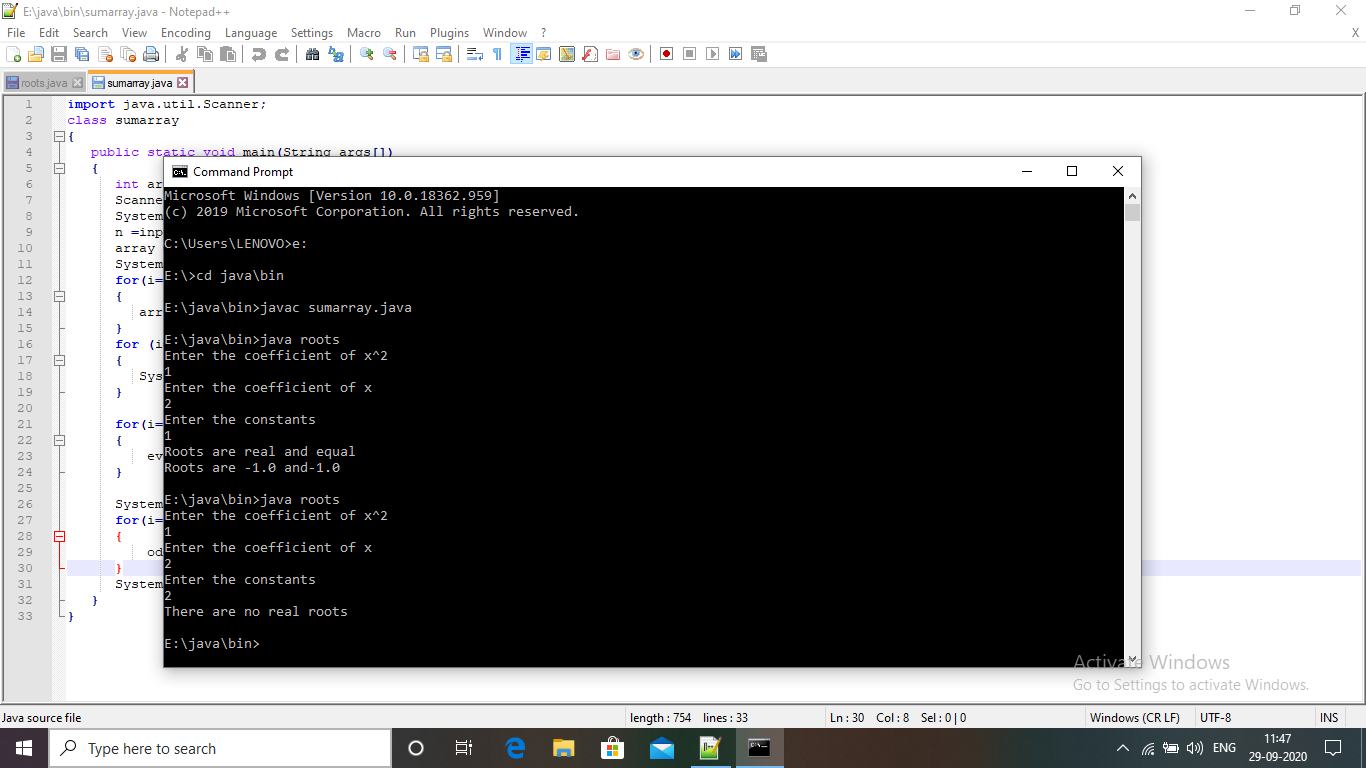 E:\java\bin\sumarray.java - Notepad++
File Edit Search View Encoding Language Settings Macro Run Plugins Window ? X
roots.java sumarray.java
1 import java.util.Scanner;
2 class sumarray
3 {
4 public static void main(String args[])
5 {
6 int ar
7 Scanne
8 System
9 n =inp
10 array
11 System
12 for(i=
13 {
14 arr
15 }
16 for (i
17 {
18 Sys
19 }
20
21 for(i=
22 {
23 ev
24 }
25
26 System
27 for(i=
28 {
29 od
30 }
31 System
32 }
33 }
Command Prompt
Microsoft Windows [Version 10.0.18362.959]
(c) 2019 Microsoft Corporation. All rights reserved.
C:\Users\LENOVO>e:
E:\>cd java\bin
E:\java\bin>javac sumarray.java
E:\java\bin>java roots
Enter the coefficient of x^2
1
Enter the coefficient of x
2
Enter the constants
1
Roots are real and equal
Roots are -1.0 and-1.0
E:\java\bin>java roots
Enter the coefficient of x^2
1
Enter the coefficient of x
2
Enter the constants
2
There are no real roots
E:\java\bin>
Activate Windows
Go to Settings to activate Windows.
Java source file length : 754 lines : 33 Ln : 30 Col : 8 Sel : 0 | 0 Windows (CR LF) UTF-8 INS
Type here to search
ENG
11:47
29-09-2020